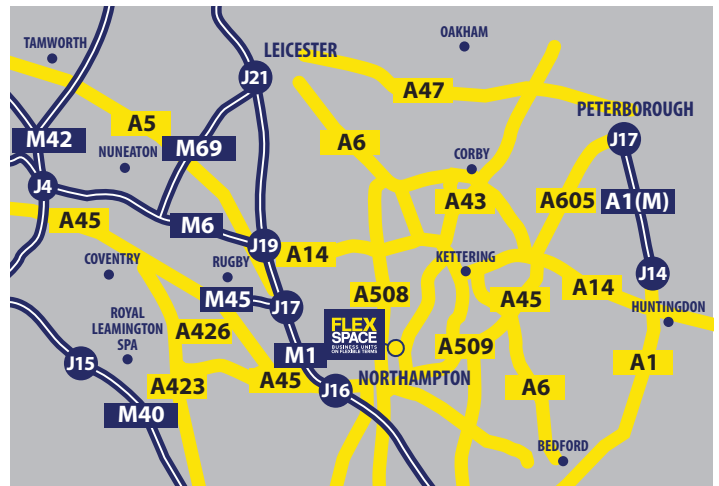 OAKHAM
TAMWORTH
LEICESTER
J21
A47
PETERBOROUGH
A5
M42
A6
J17
NUNEATON
M69
CORBY
J4
A43
A605
A1(M)
A45
M6
J19
A14
KETTERING
COVENTRY
RUGBY
J14
A508
A45
A14
M45
J17
HUNTINGDON
ROYAL
LEAMINGTON
SPA
A426
FLEX
SPACE
BUSINESS UNITS
ON FLEXIBLE TERMS
A509
M1
J15
A1
A423
A45
J16
NORTHAMPTON
A6
M40
BEDFORD